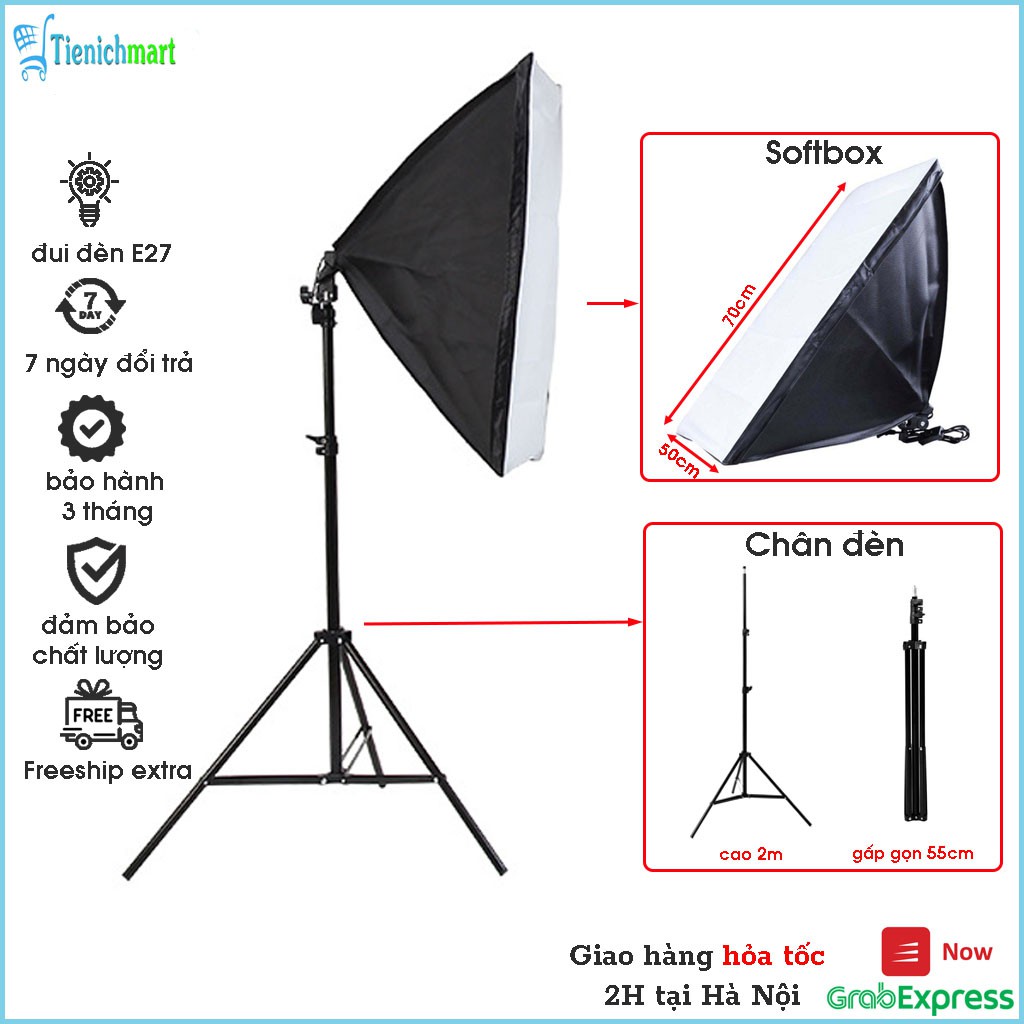 Tienichmart
đui đèn E27
7
DAY
7 ngày đổi trả
bảo hành
3 tháng
đảm bảo
chất lượng
FREE
Freeship extra
Softbox
70cm
50cm
Chân đèn
cao 2m
gấp gọn 55cm
Giao hàng hỏa tốc
2H tại Hà Nội
Now
GrabExpress